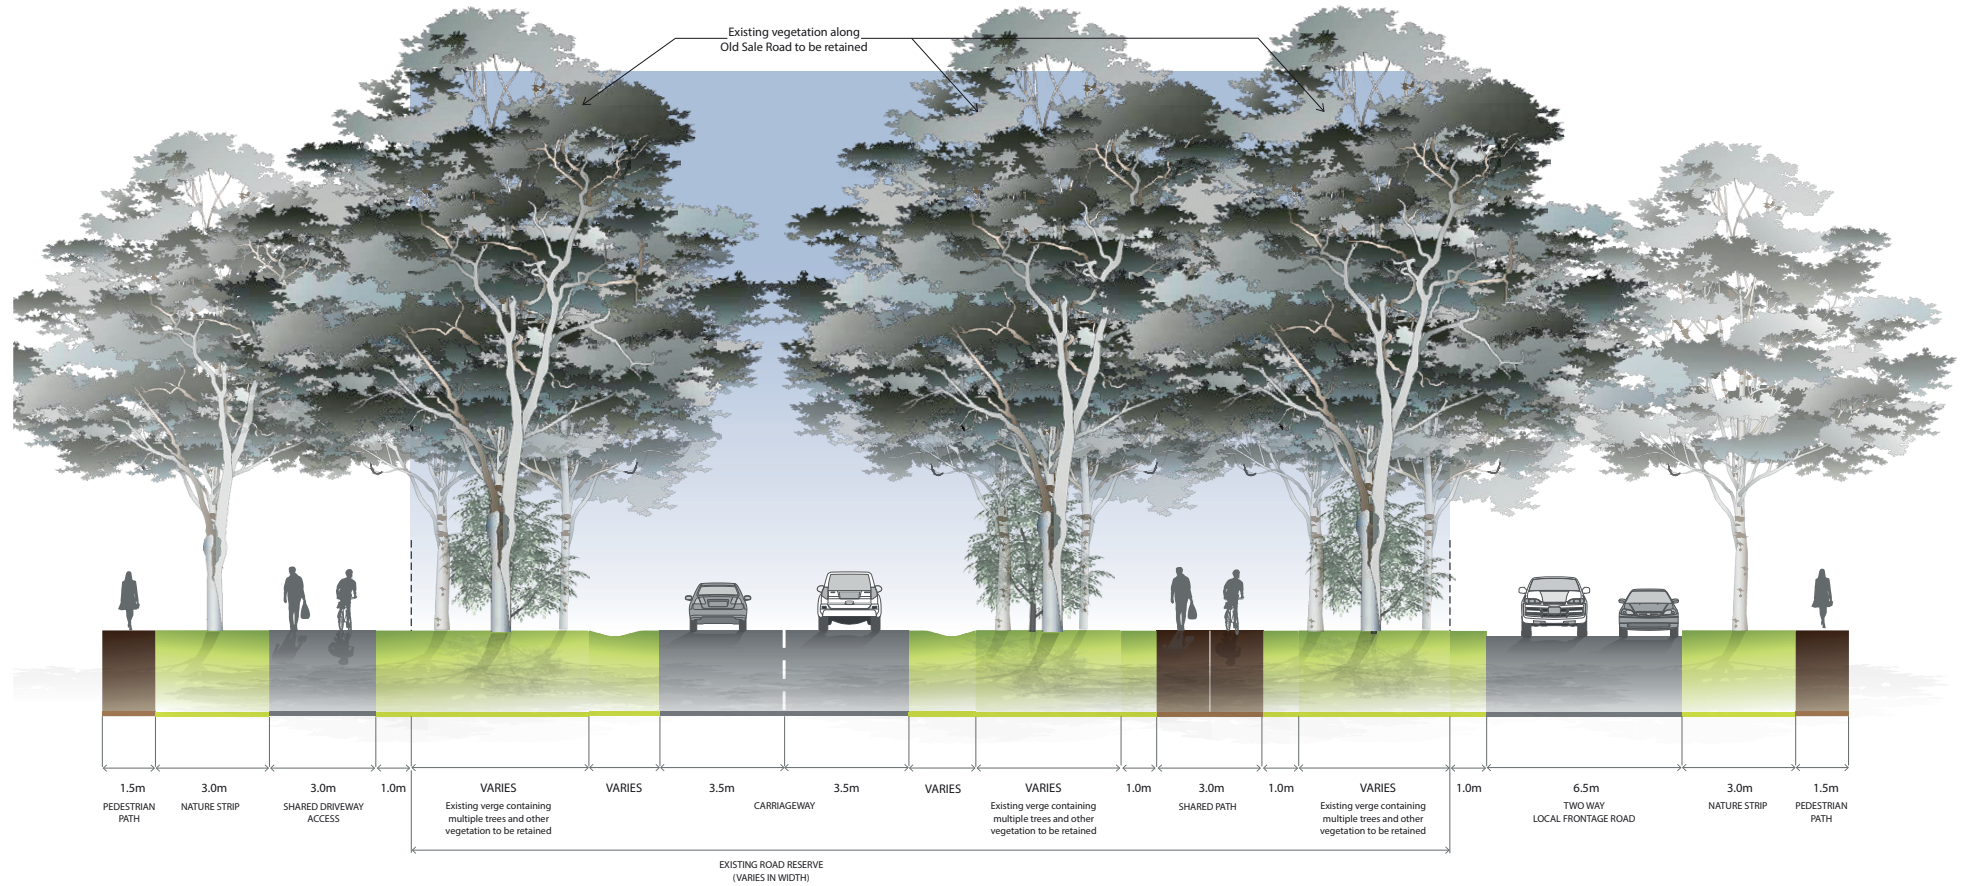 Existing vegetation along
Old Sale Road to be retained
1.5m
PEDESTRIAN
PATH
3.0m
NATURE STRIP
3.0m
SHARED DRIVEWAY
ACCESS
1.0m
VARIES
Existing verge containing
multiple trees and other
vegetation to be retained
VARIES
3.5m
3.5m
CARRIAGEWAY
VARIES
VARIES
Existing verge containing
multiple trees and other
vegetation to be retained
1.0m
3.0m
SHARED PATH
1.0m
VARIES
Existing verge containing
multiple trees and other
vegetation to be retained
1.0m
6.5m
TWO WAY
LOCAL FRONTAGE ROAD
3.0m
NATURE STRIP
1.5m
PEDESTRIAN
PATH
EXISTING ROAD RESERVE
(VARIES IN WIDTH)